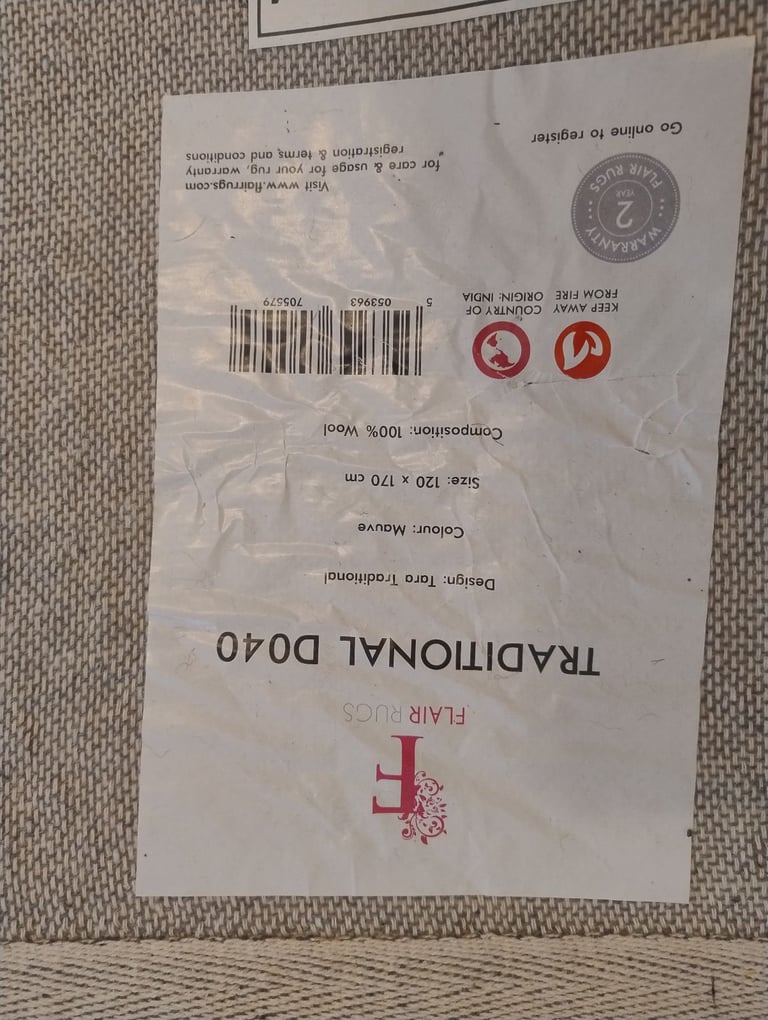 F
FLAIR RUGS
TRADITIONAL D040
Design: Tara Traditional
Colour: Mauve
Size: 120 x 170 cm
Composition: 100% Wool
KEEP AWAY
FROM FIRE
COUNTRY OF
ORIGIN: INDIA
5 053963 705579
WARRANTY
2
YEAR
FLAIR RUGS
Go online to register
Visit www.flairrugs.com
for care & usage for your rug, warranty
registration & terms and conditions